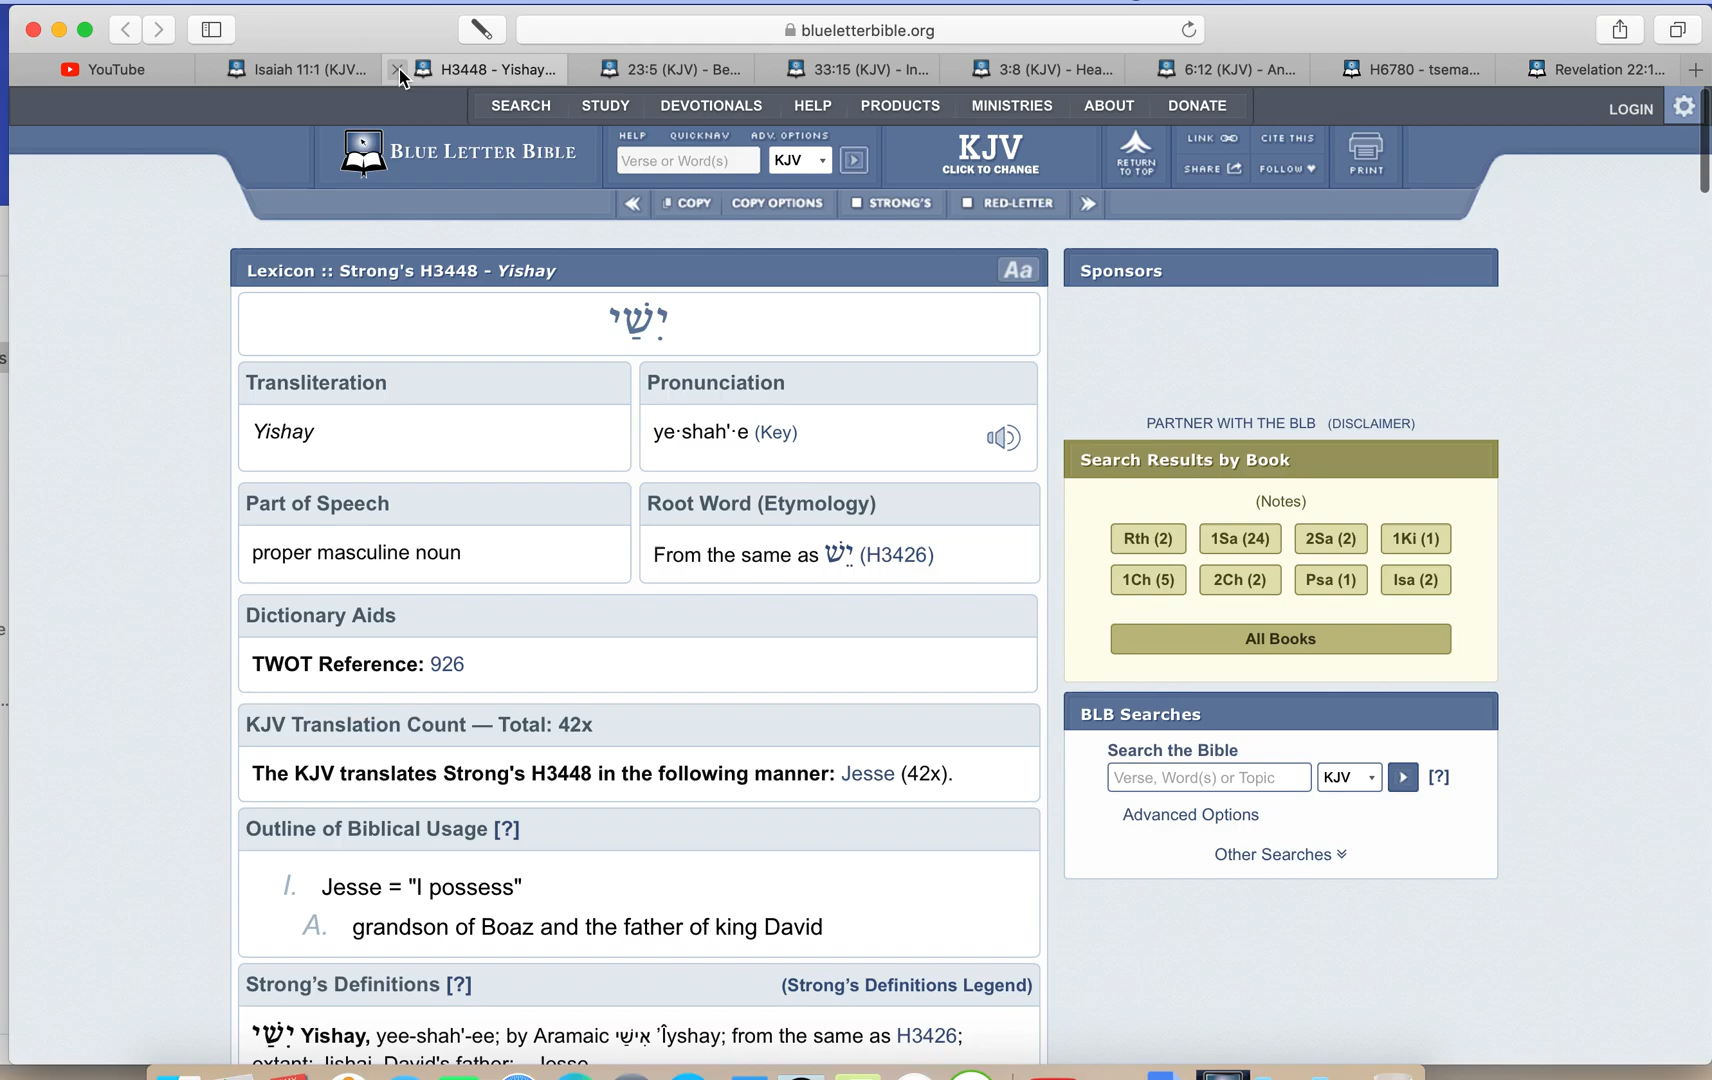 blueletterbible.org
YouTube
Isaiah 11:1 (KJV...
H3448 - Yishay...
23:5 (KJV) - Be...
33:15 (KJV) - In...
3:8 (KJV) - Hea...
6:12 (KJV) - An...
H6780 - tsema...
Revelation 22:1...
SEARCH STUDY DEVOTIONALS HELP PRODUCTS MINISTRIES ABOUT DONATE
LOGIN
BLUE LETTER BIBLE
HELP QUICKNAV ADV. OPTIONS
Verse or Word(s)
KJV
KJV
CLICK TO CHANGE
RETURN
TO TOP
LINK
CITE THIS
SHARE
FOLLOW
PRINT
COPY COPY OPTIONS STRONG'S RED-LETTER
Lexicon :: Strong's H3448 - Yishay
Aa
יִשַׁי
Transliteration
Yishay
Pronunciation
ye·shah'·e (Key)
Part of Speech
proper masculine noun
Root Word (Etymology)
From the same as יֵשׁ (H3426)
Dictionary Aids
TWOT Reference: 926
KJV Translation Count — Total: 42x
The KJV translates Strong's H3448 in the following manner: Jesse (42x).
Outline of Biblical Usage [?]
I. Jesse = "I possess"
A. grandson of Boaz and the father of king David
Strong’s Definitions [?]
(Strong’s Definitions Legend)
יִשַׁי Yishay, yee-shah'-ee; by Aramaic אִישַׁי ʼÎyshay; from the same as H3426;
extant; Jishai, David's father:—Jesse.
Sponsors
PARTNER WITH THE BLB (DISCLAIMER)
Search Results by Book
(Notes)
Rth (2) 1Sa (24) 2Sa (2) 1Ki (1)
1Ch (5) 2Ch (2) Psa (1) Isa (2)
All Books
BLB Searches
Search the Bible
Verse, Word(s) or Topic
KJV
[?]
Advanced Options
Other Searches